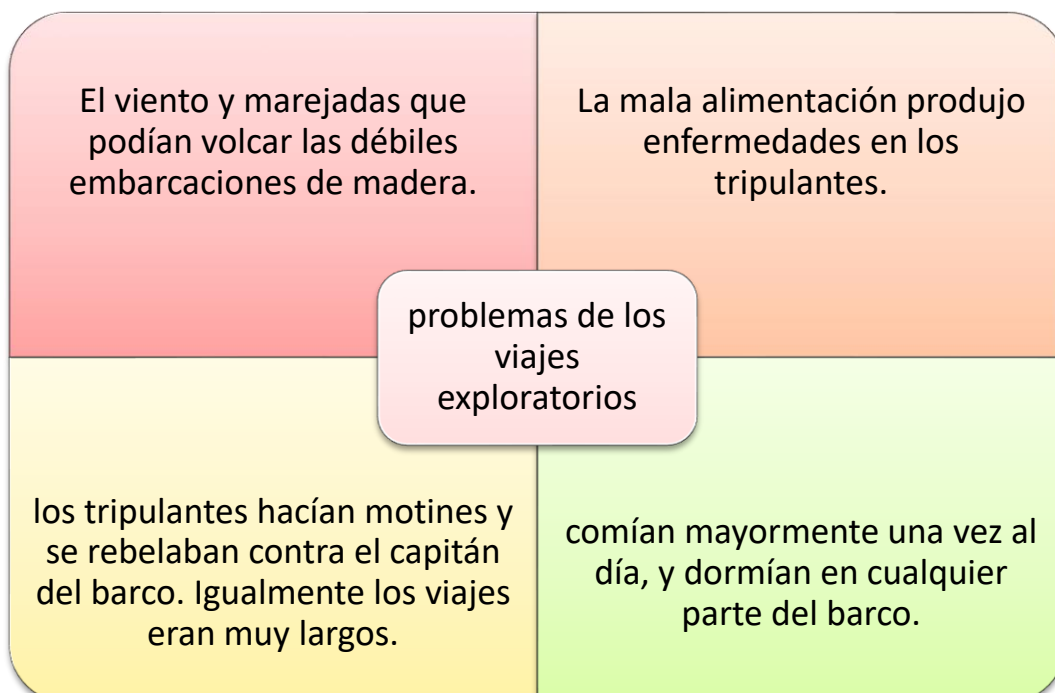 El viento y marejadas que
podían volcar las débiles
embarcaciones de madera.
La mala alimentación produjo
enfermedades en los
tripulantes.
problemas de los
viajes
exploratorios
los tripulantes hacían motines y
se rebelaban contra el capitán
del barco. Igualmente los viajes
eran muy largos.
comían mayormente una vez al
día, y dormían en cualquier
parte del barco.